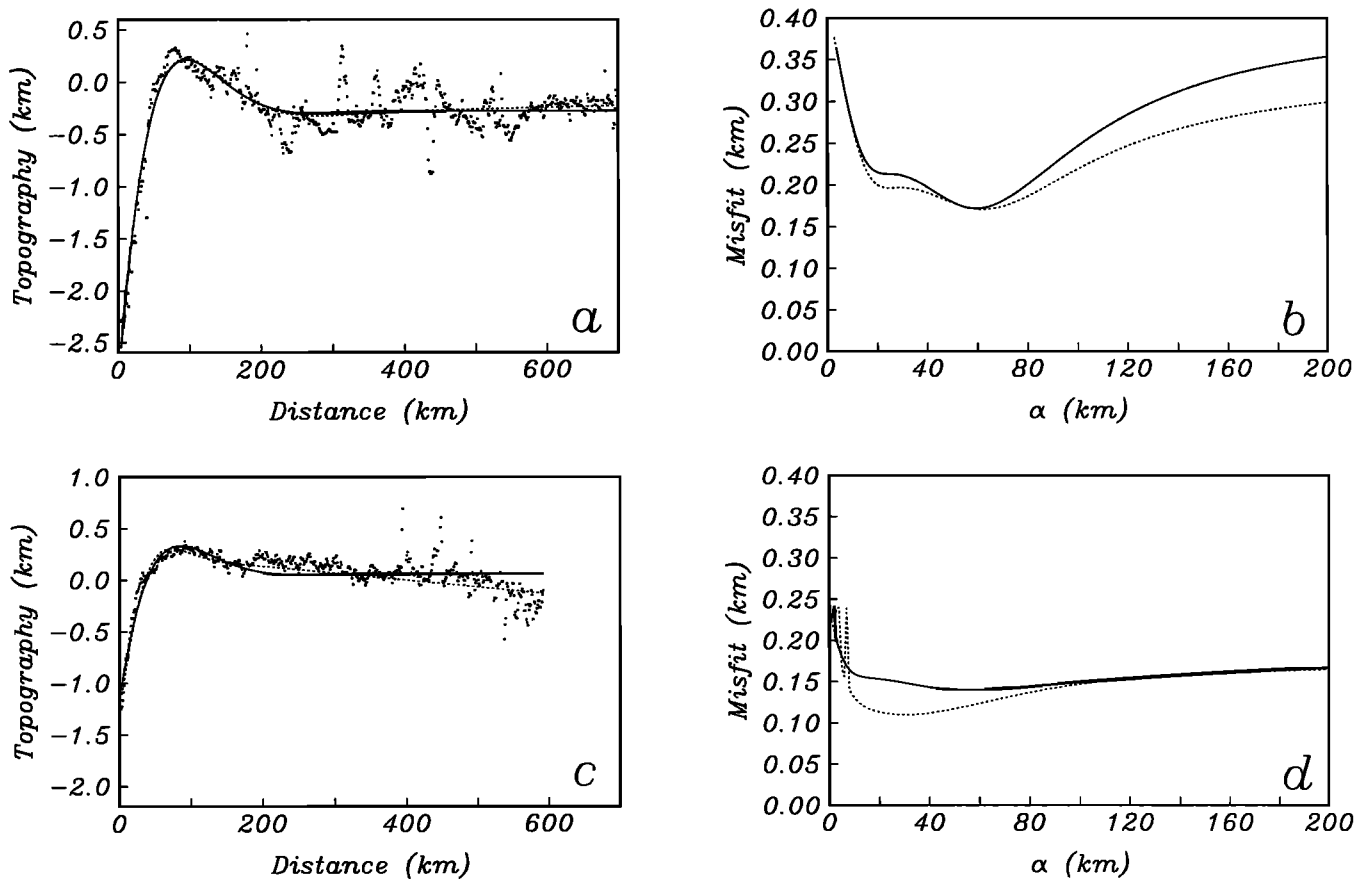 Topography (km)
0.5
0.0
−0.5
−1.0
−1.5
−2.0
−2.5
0 200 400 600
Distance (km)
a
Misfit (km)
0.40
0.35
0.30
0.25
0.20
0.15
0.10
0.05
0.00
0 40 80 120 160 200
α (km)
b
Topography (km)
1.0
0.5
0.0
−0.5
−1.0
−1.5
−2.0
0 200 400 600
Distance (km)
c
Misfit (km)
0.40
0.35
0.30
0.25
0.20
0.15
0.10
0.05
0.00
0 40 80 120 160 200
α (km)
d